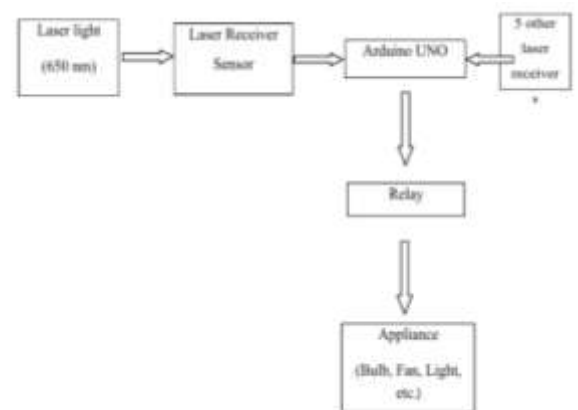 Laser light
(650 nm)
Laser Receiver
Sensor
Arduino UNO
5 other
laser
receiver
s
Relay
Appliance
(Bulb, Fan, Light,
etc.)